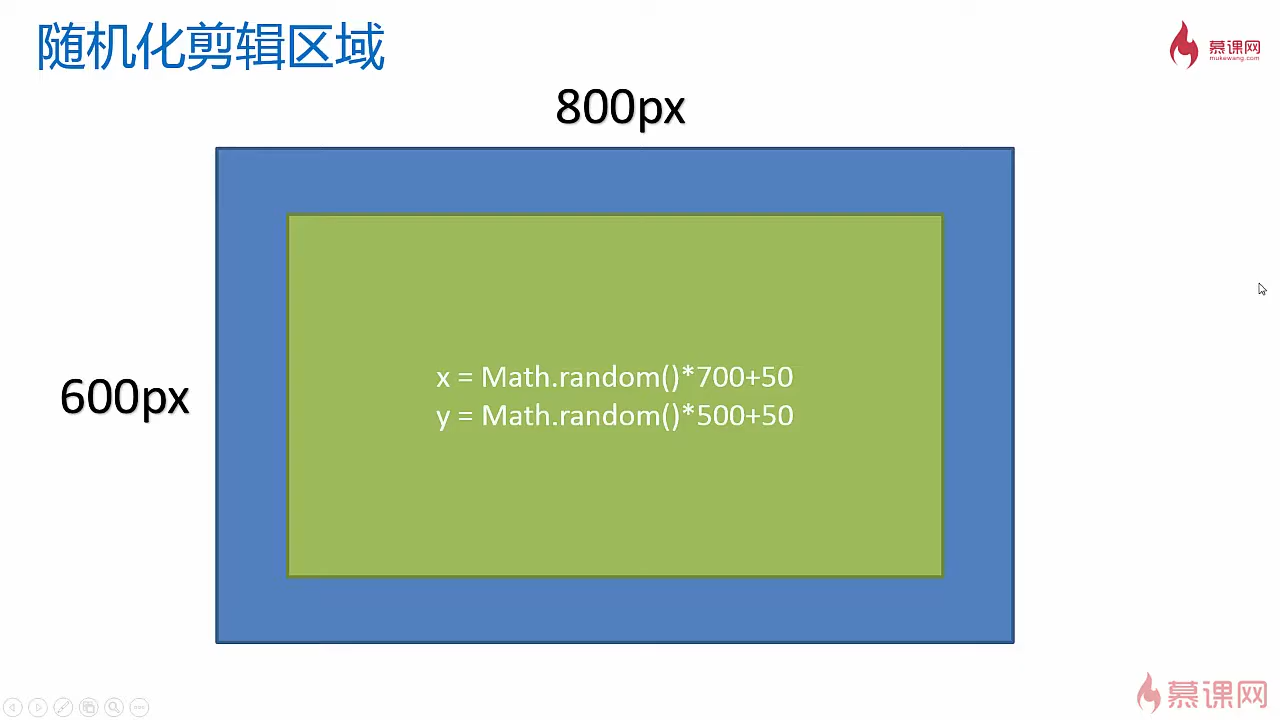 随机化剪辑区域
慕课网
mukewang.com
800px
600px
x = Math.random()*700+50
y = Math.random()*500+50
慕课网